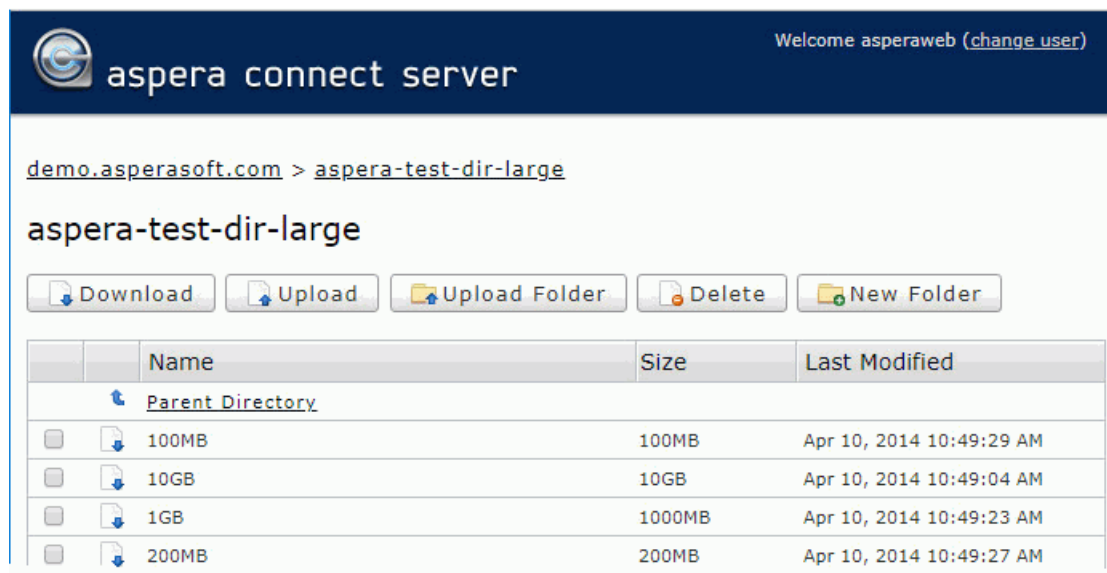 Welcome asperaweb (change user)
aspera connect server
demo.asperasoft.com > aspera-test-dir-large
aspera-test-dir-large
Download Upload Upload Folder Delete New Folder
Name Size Last Modified
Parent Directory
100MB 100MB Apr 10, 2014 10:49:29 AM
10GB 10GB Apr 10, 2014 10:49:04 AM
1GB 1000MB Apr 10, 2014 10:49:23 AM
200MB 200MB Apr 10, 2014 10:49:27 AM